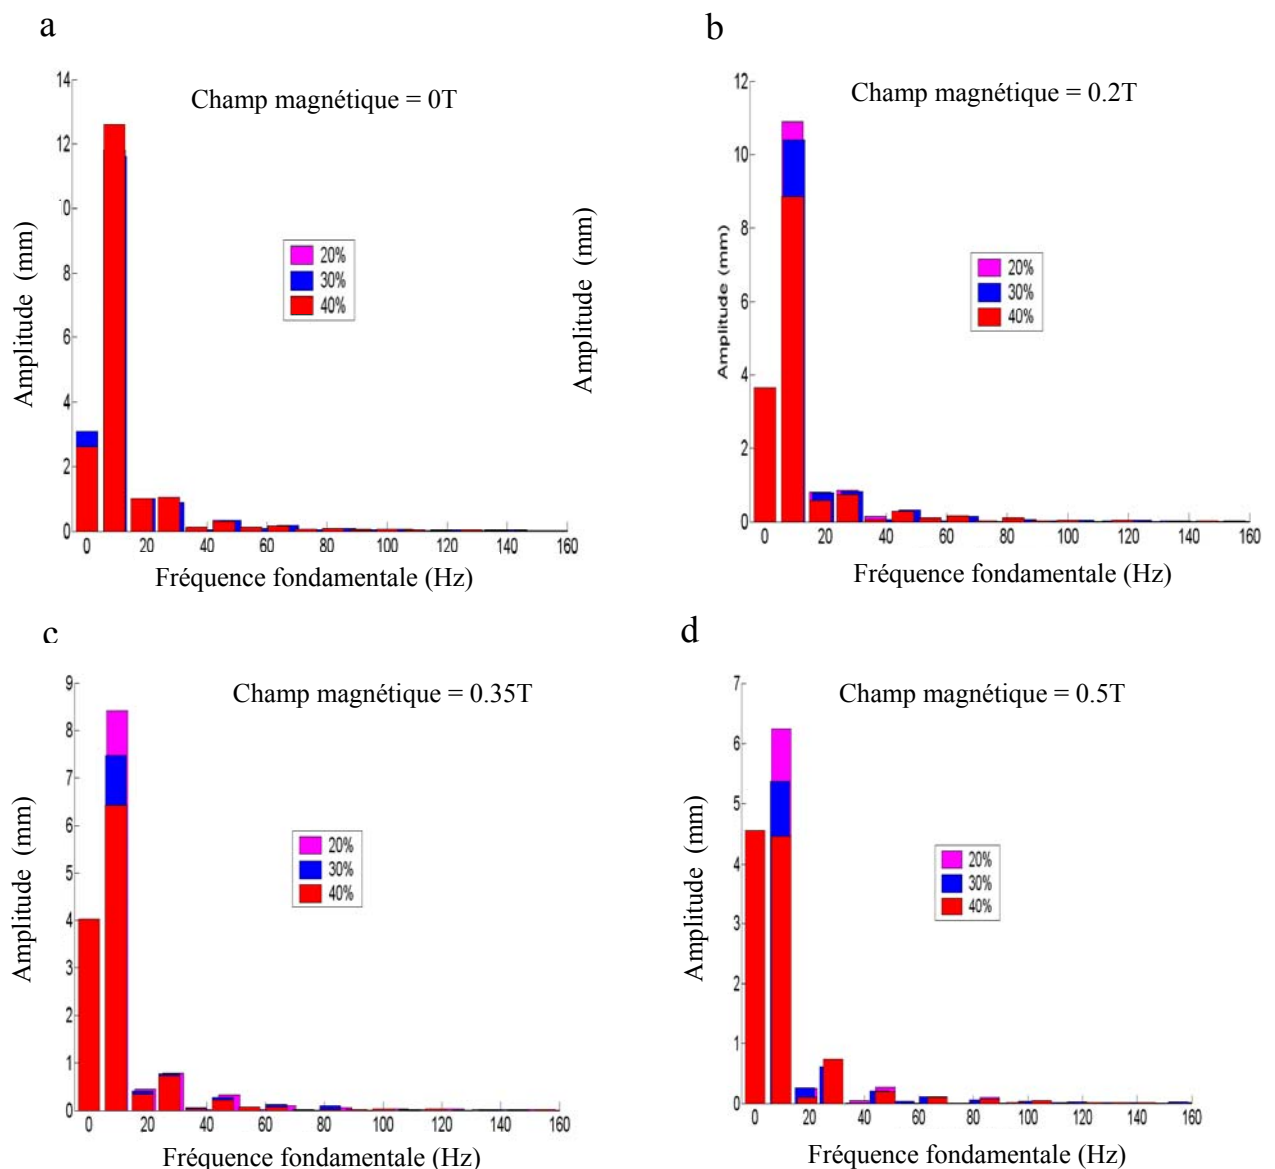 a
Champ magnétique = 0T
14
12
0
8
6
4
2
0
Amplitude (mm)
20%
30%
40%
0 20 40 60 80 100 120 140 160
Fréquence fondamentale (Hz)
Amplitude (mm)
b
Champ magnétique = 0.2T
12
10
8
6
4
2
0
Amplitude (mm)
20%
30%
40%
0 20 40 60 80 100 120 140 160
Fréquence fondamentale (Hz)
c
Champ magnétique = 0.35T
9
8
7
6
5
4
3
2
1
0
Amplitude (mm)
20%
30%
40%
0 20 40 60 80 100 120 140 160
Fréquence fondamentale (Hz)
d
Champ magnétique = 0.5T
7
6
5
4
3
2
1
0
Amplitude (mm)
20%
30%
40%
0 20 40 60 80 100 120 140 160
Fréquence fondamentale (Hz)